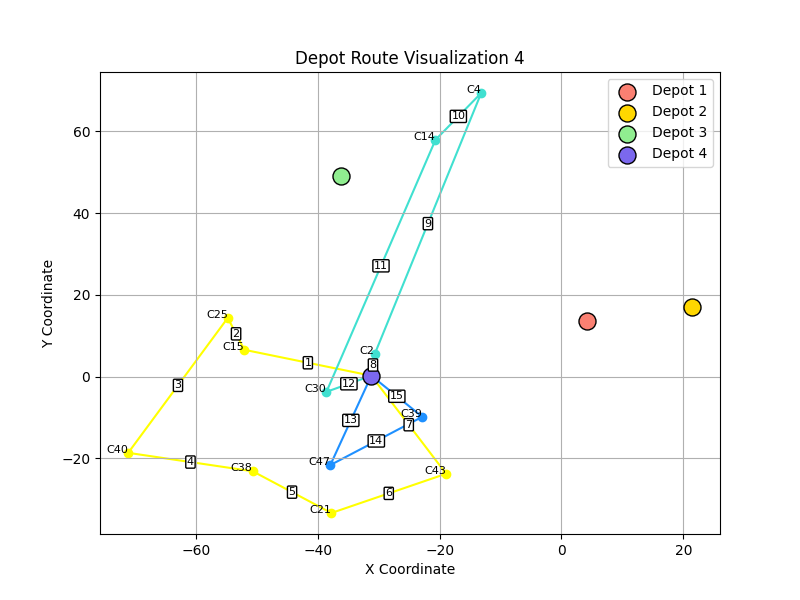 Depot Route Visualization 4
Depot 1
Depot 2
Depot 3
Depot 4
Y Coordinate
60
40
20
0
−20
−60
−40
−20
0
20
X Coordinate
C4
10
C14
9
11
C25
2
C15
1
C2
8
3
C30
12
15
C39
13
7
14
C40
4
C38
C47
C43
5
6
C21